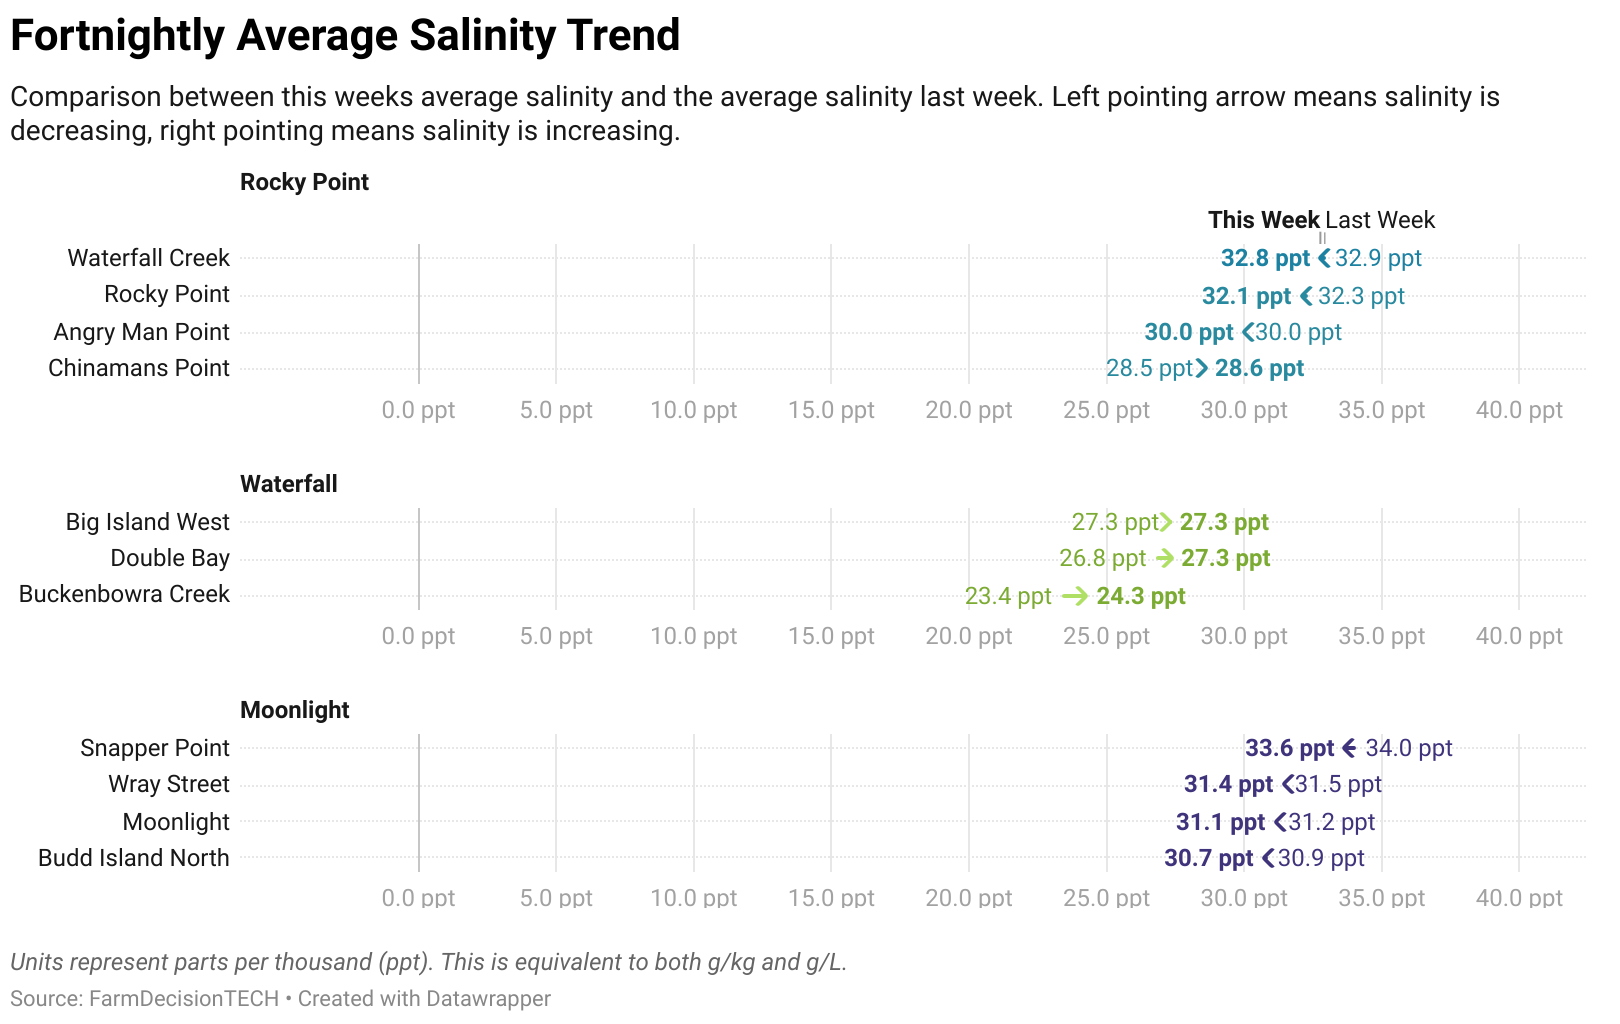 Fortnightly Average Salinity Trend
Comparison between this weeks average salinity and the average salinity last week. Left pointing arrow means salinity is
decreasing, right pointing means salinity is increasing.
Rocky Point
This Week Last Week
Waterfall Creek 32.8 ppt 32.9 ppt
Rocky Point 32.1 ppt 32.3 ppt
Angry Man Point 30.0 ppt 30.0 ppt
Chinamans Point 28.5 ppt 28.6 ppt
0.0 ppt 5.0 ppt 10.0 ppt 15.0 ppt 20.0 ppt 25.0 ppt 30.0 ppt 35.0 ppt 40.0 ppt
Waterfall
Big Island West 27.3 ppt 27.3 ppt
Double Bay 26.8 ppt 27.3 ppt
Buckenbowra Creek 23.4 ppt 24.3 ppt
0.0 ppt 5.0 ppt 10.0 ppt 15.0 ppt 20.0 ppt 25.0 ppt 30.0 ppt 35.0 ppt 40.0 ppt
Moonlight
Snapper Point 33.6 ppt 34.0 ppt
Wray Street 31.4 ppt 31.5 ppt
Moonlight 31.1 ppt 31.2 ppt
Budd Island North 30.7 ppt 30.9 ppt
0.0 ppt 5.0 ppt 10.0 ppt 15.0 ppt 20.0 ppt 25.0 ppt 30.0 ppt 35.0 ppt 40.0 ppt
Units represent parts per thousand (ppt). This is equivalent to both g/kg and g/L.
Source: FarmDecisionTECH • Created with Datawrapper